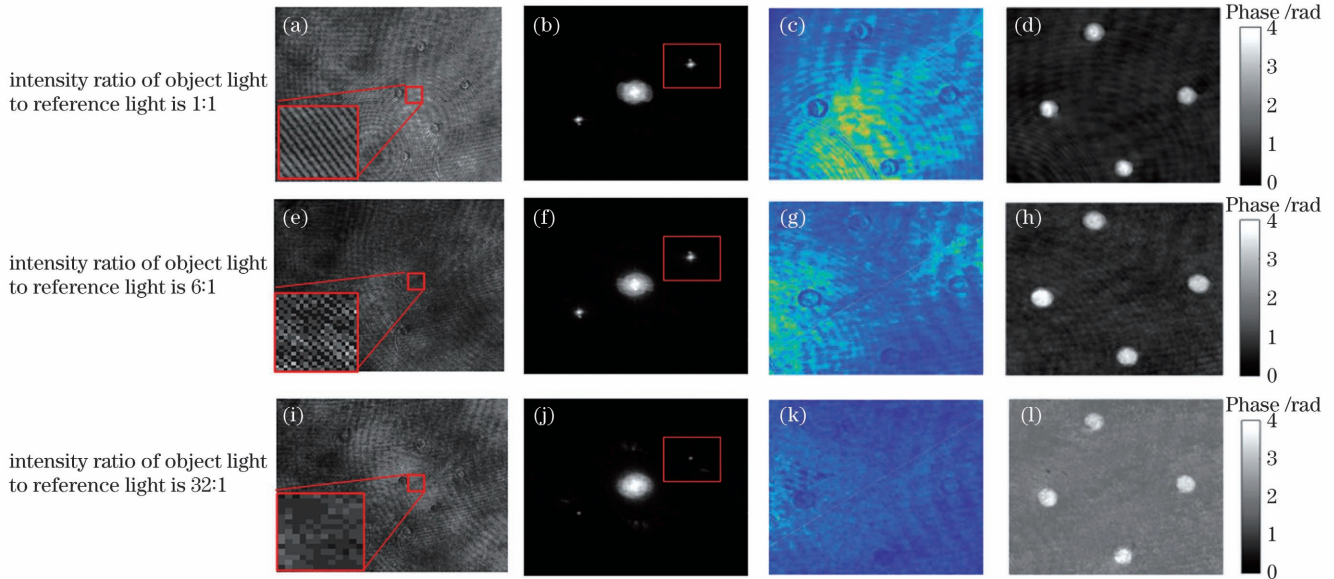 (a)
(b)
(c)
(d)
Phase /rad
4
3
2
1
0
intensity ratio of object light
to reference light is 1:1
(e)
(f)
(g)
(h)
Phase /rad
4
3
2
1
0
intensity ratio of object light
to reference light is 6:1
(i)
(j)
(k)
(l)
Phase /rad
4
3
2
1
0
intensity ratio of object light
to reference light is 32:1